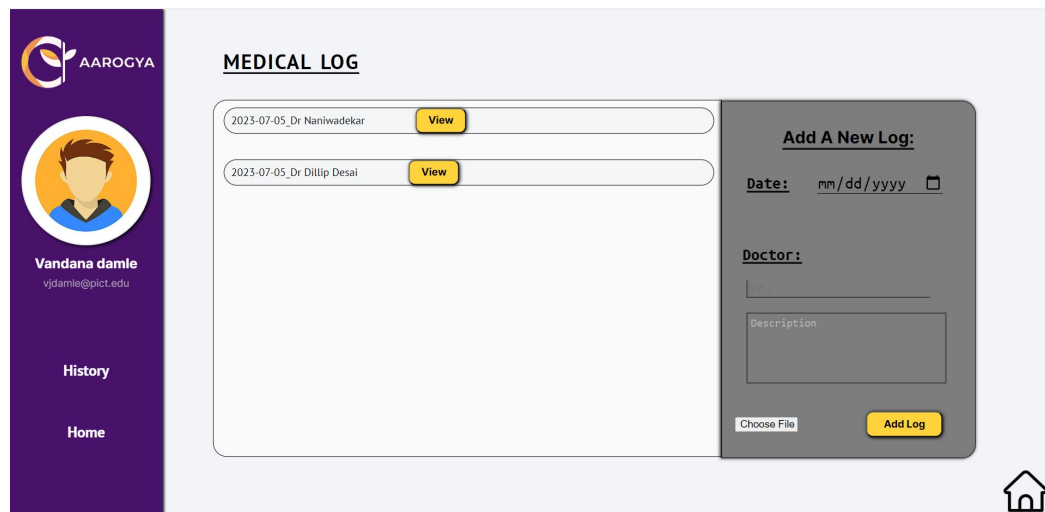 AAROGYA
Vandana damle
vjdamle@pict.edu
History
Home
MEDICAL LOG
2023-07-05_Dr Naniwadekar View
2023-07-05_Dr Dillip Desai View
Add A New Log:
Date: mm/dd/yyyy
Doctor:
Dr.
Description
Choose File Add Log